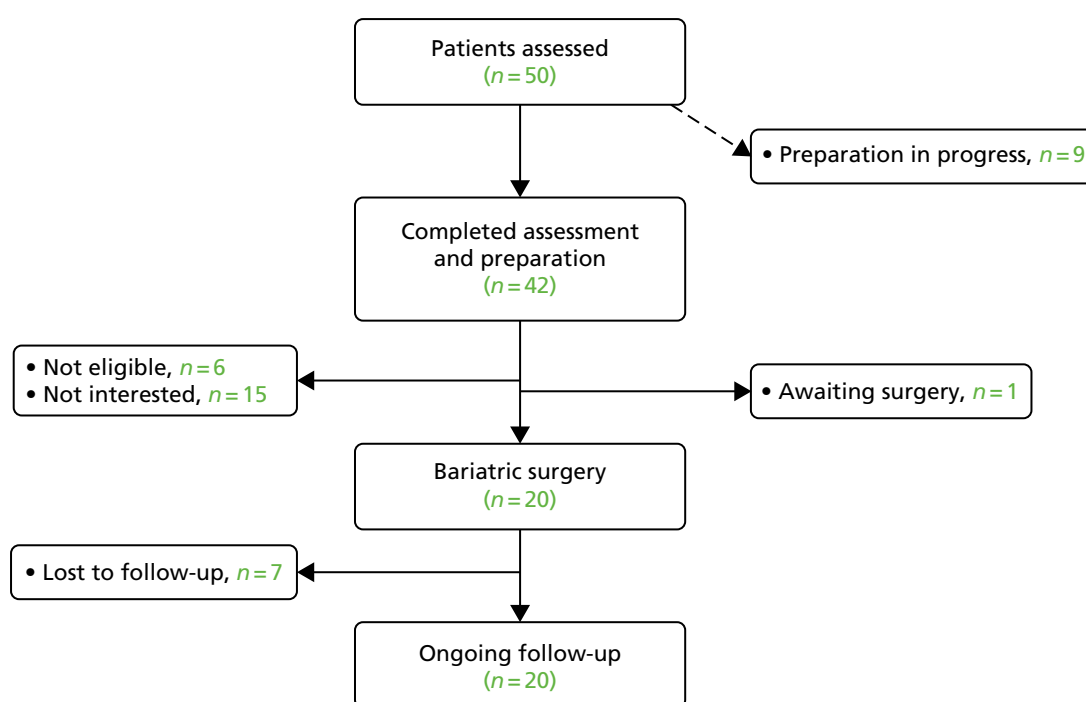 Patients assessed
(n=50)
• Preparation in progress, n=9
Completed assessment
and preparation
(n=42)
• Not eligible, n=6
• Not interested, n=15
• Awaiting surgery, n=1
Bariatric surgery
(n=20)
• Lost to follow-up, n=7
Ongoing follow-up
(n=20)